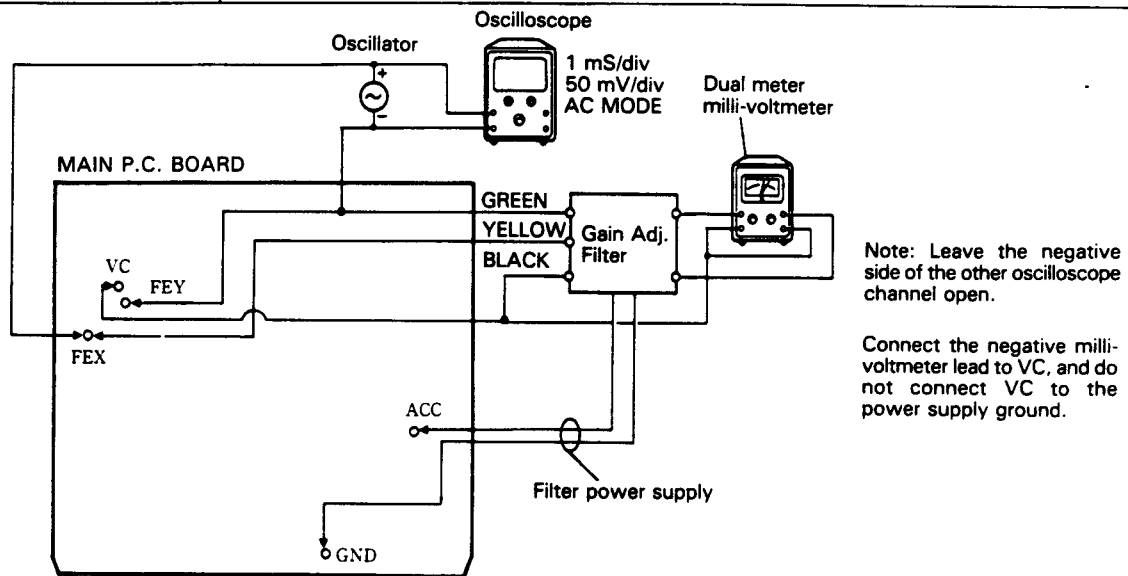 Oscilloscope
Oscillator
1 mS/div
50 mV/div
AC MODE
Dual meter
milli-voltmeter
+
−
MAIN P.C. BOARD
GREEN
YELLOW
BLACK
Gain Adj.
Filter
VC
FEY
FEX
ACC
GND
Filter power supply
Note: Leave the negative
side of the other oscilloscope
channel open.
Connect the negative milli-
voltmeter lead to VC, and do
not connect VC to the
power supply ground.